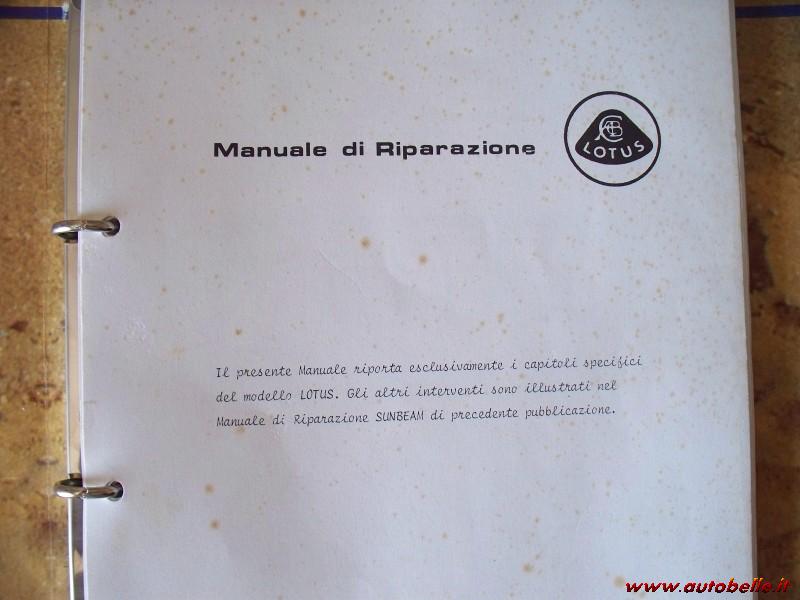 Manuale di Riparazione
LOTUS
Il presente Manuale riporta esclusivamente i capitoli specifici
del modello LOTUS. Gli altri interventi sono illustrati nel
Manuale di Riparazione SUNBEAM di precedente pubblicazione.
www.autobelle.it